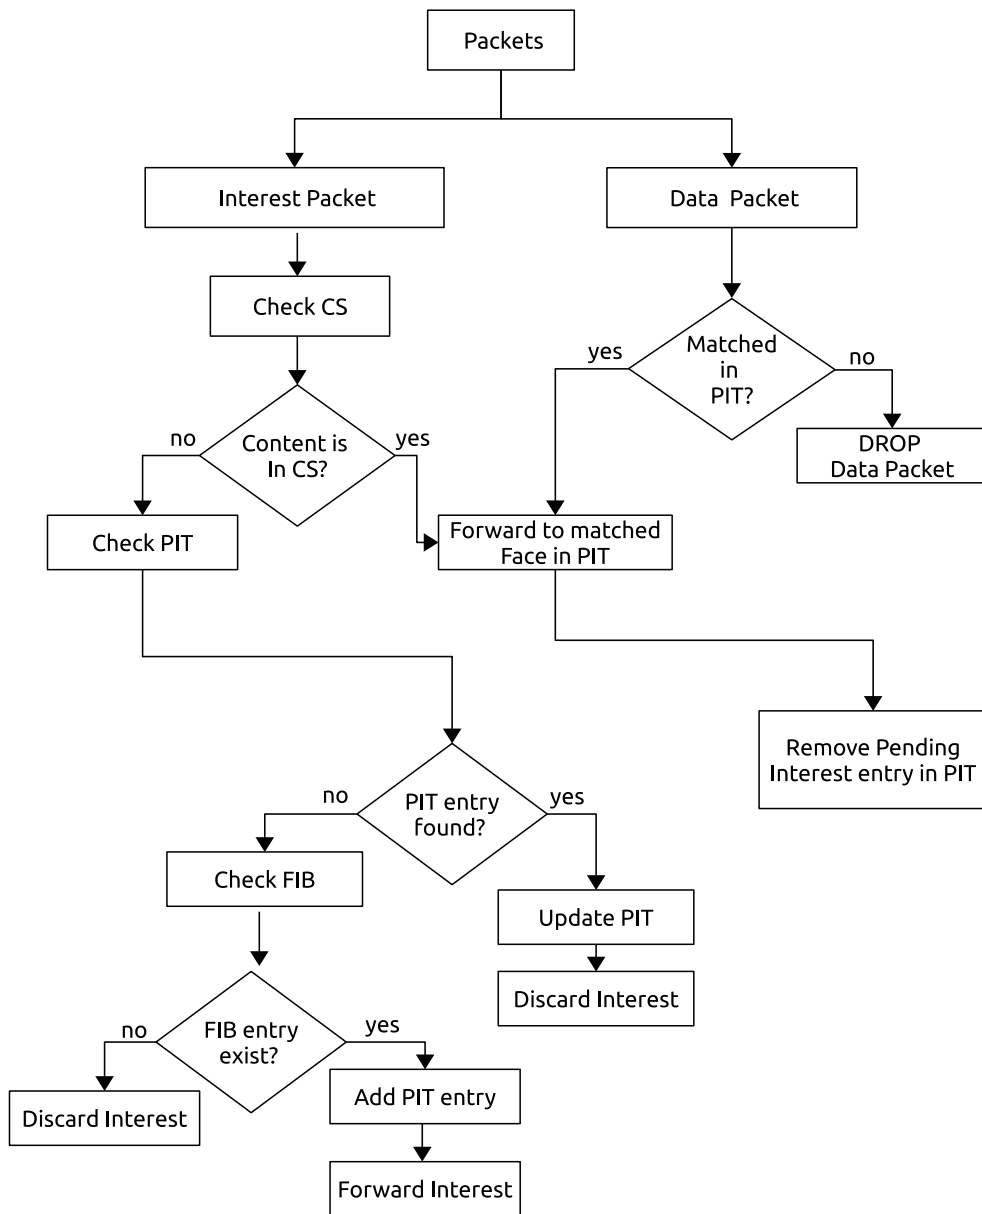 Packets
Interest Packet
Data Packet
Check CS
Matched
in
PIT?
yes
no
Content is
In CS?
no
yes
DROP
Data Packet
Check PIT
Forward to matched
Face in PIT
Remove Pending
Interest entry in PIT
PIT entry
found?
no
yes
Check FIB
Update PIT
Discard Interest
FIB entry
exist?
no
yes
Discard Interest
Add PIT entry
Forward Interest